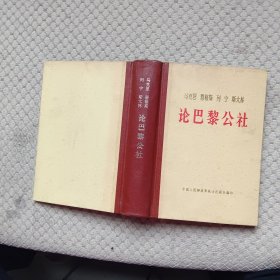 马克思 恩格斯
列宁 斯大林
论巴黎公社
马克思 恩格斯 列宁 斯大林
论巴黎公社